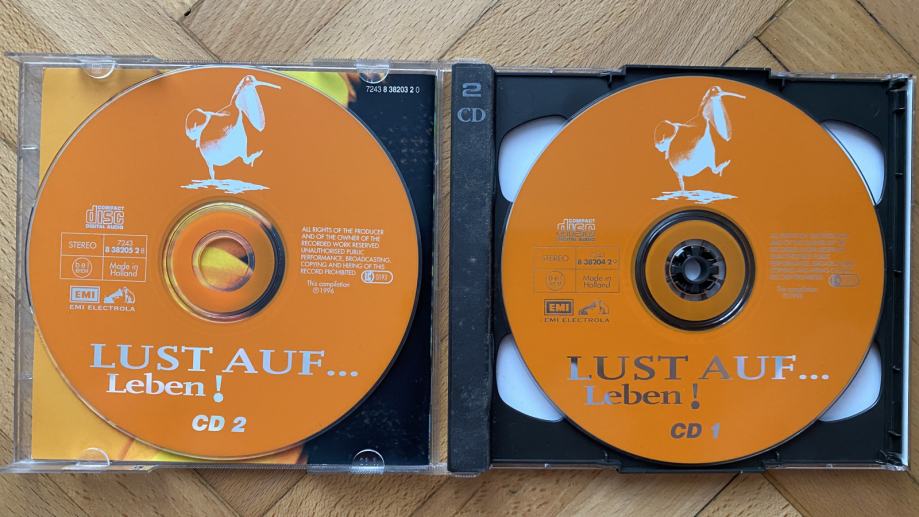 7243 8 38203 2 0
COMPACT
disc
DIGITAL AUDIO
STEREO
7243
8 38205 2 8
Made in
Holland
EMI
EMI ELECTROLA
ALL RIGHTS OF THE PRODUCER
AND OF THE OWNER OF THE
RECORDED WORK RESERVED
UNAUTHORISED PUBLIC
PERFORMANCE, BROADCASTING,
COPYING AND HIRING OF THIS
RECORD PROHIBITED
This compilation
℗ 1996
LUST AUF...
Leben!
CD 2
2
CD
COMPACT
disc
DIGITAL AUDIO
STEREO
7243
8 38204 2 9
Made in
Holland
EMI
EMI ELECTROLA
LUST AUF...
Leben!
CD 1